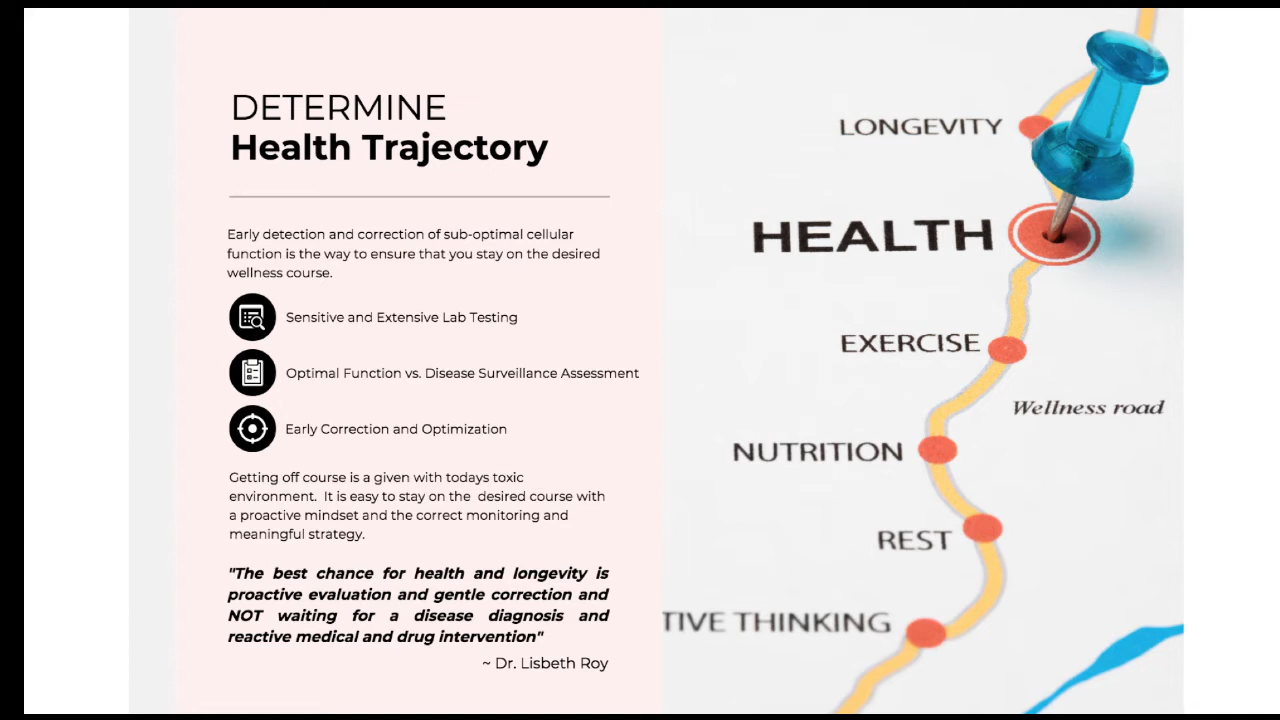 DETERMINE
Health Trajectory
Early detection and correction of sub-optimal cellular
function is the way to ensure that you stay on the desired
wellness course.
Sensitive and Extensive Lab Testing
Optimal Function vs. Disease Surveillance Assessment
Early Correction and Optimization
Getting off course is a given with todays toxic
environment.  It is easy to stay on the  desired course with
a proactive mindset and the correct monitoring and
meaningful strategy.
"The best chance for health and longevity is
proactive evaluation and gentle correction and
NOT waiting for a disease diagnosis and
reactive medical and drug intervention"
~ Dr. Lisbeth Roy
LONGEVITY
HEALTH
EXERCISE
Wellness road
NUTRITION
REST
TIVE THINKING